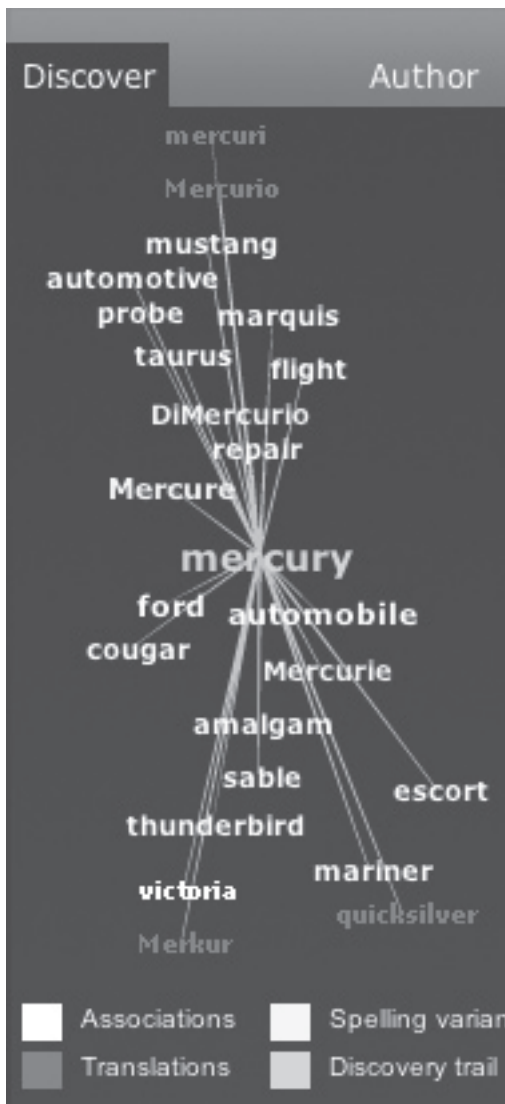 Discover Author
mercuri
Mercurio
mustang
automotive
probe marquis
taurus flight
DiMercurio
repair
Mercure
mercury
ford automobile
cougar Mercurie
amalgam
sable escort
thunderbird
mariner
victoria quicksilver
Merkur
Associations Spelling varian
Translations Discovery trail